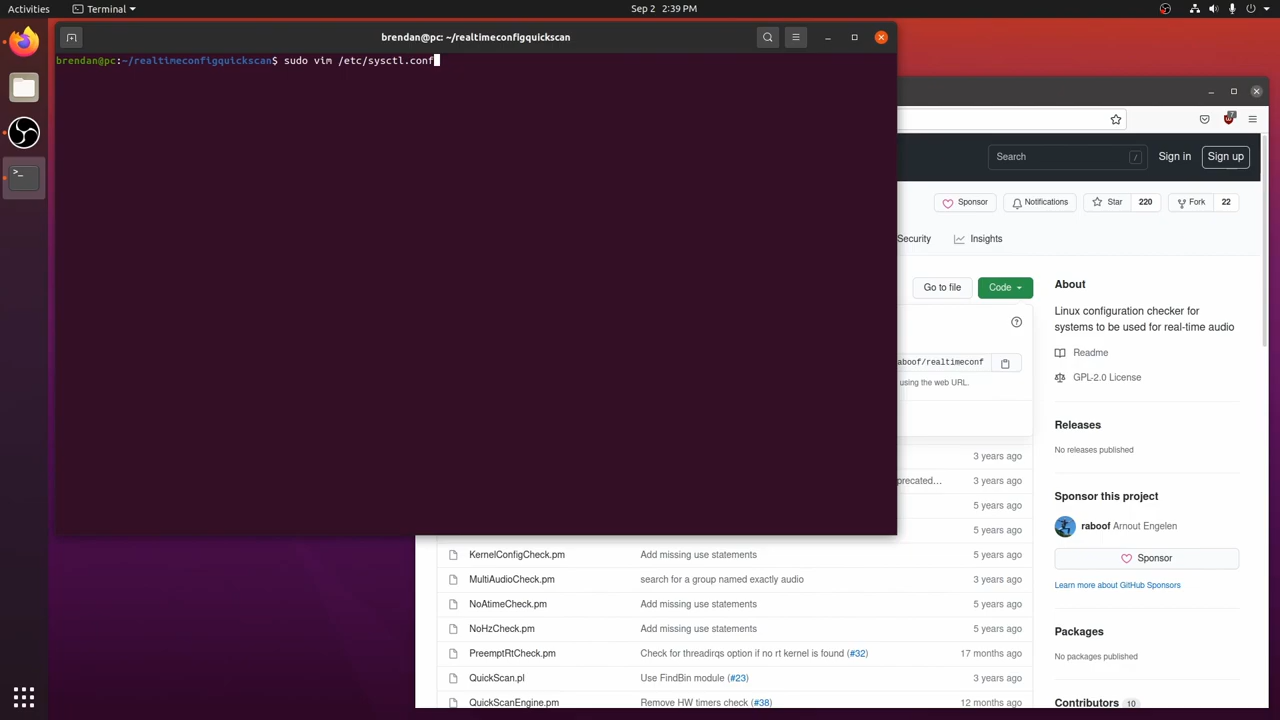 Activities
Terminal
Sep 2 2:39 PM
brendan@pc: ~/realtimeconfigquickscan
brendan@pc:~/realtimeconfigquickscan$ sudo vim /etc/sysctl.conf
Search
/
Sign in
Sign up
Sponsor
Notifications
Star
220
Fork
22
Security
Insights
Go to file
Code
aboof/realtimeconf
using the web URL.
3 years ago
precated…
3 years ago
5 years ago
5 years ago
KernelConfigCheck.pm
Add missing use statements
5 years ago
MultiAudioCheck.pm
search for a group named exactly audio
3 years ago
NoAtimeCheck.pm
Add missing use statements
5 years ago
NoHzCheck.pm
Add missing use statements
5 years ago
PreemptRtCheck.pm
Check for threadirqs option if no rt kernel is found (#32)
17 months ago
QuickScan.pl
Use FindBin module (#23)
3 years ago
QuickScanEngine.pm
Remove HW timers check (#38)
2 months ago
About
Linux configuration checker for
systems to be used for real-time audio
Readme
GPL-2.0 License
Releases
No releases published
Sponsor this project
raboof Arnout Engelen
Sponsor
Learn more about GitHub Sponsors
Packages
No packages published
Contributors 10